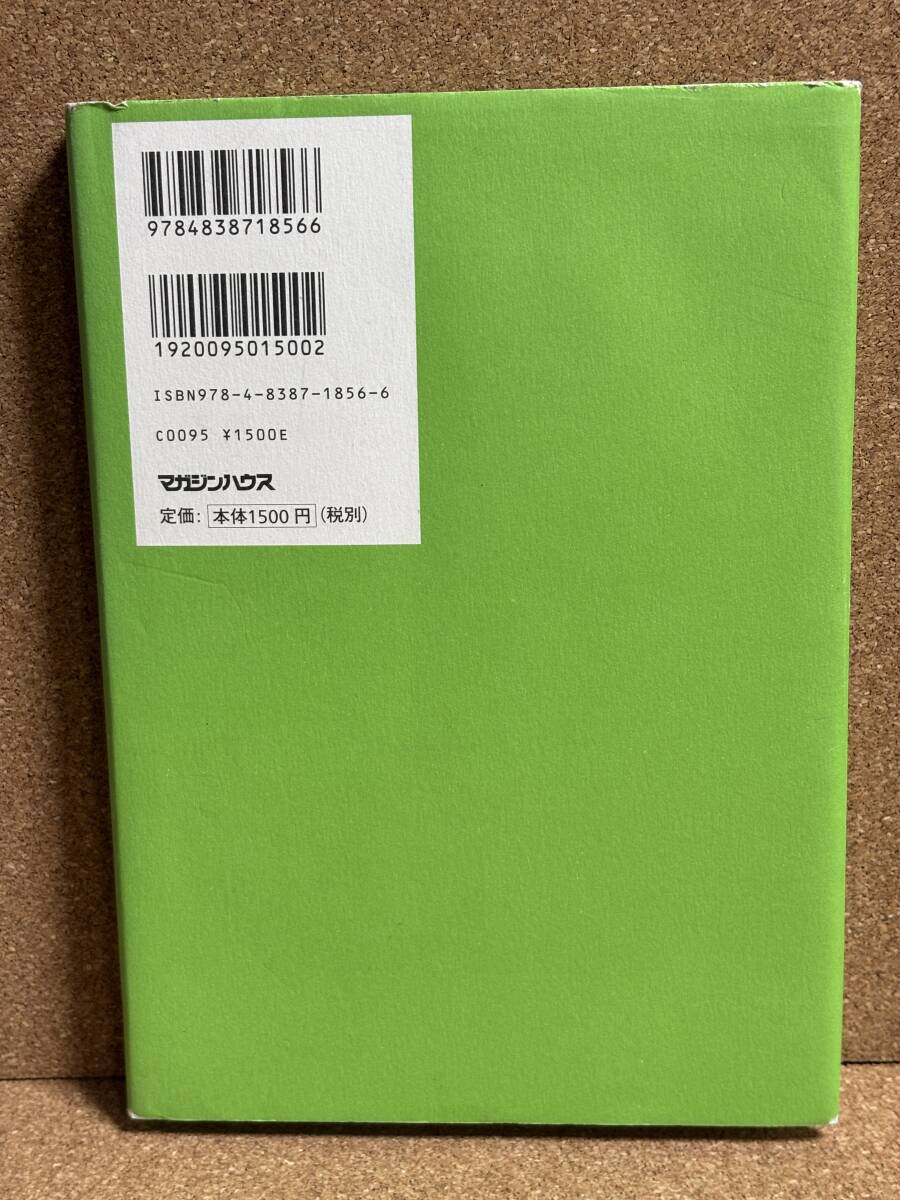 9784838718566
1920095015002
ISBN978-4-8387-1856-6
C0095 ¥1500E
マガジンハウス
定価: 本体1500円 (税別)